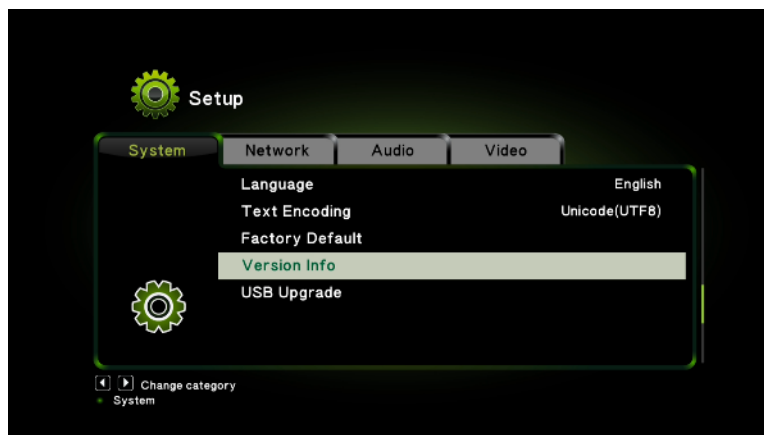 Setup
System Network Audio Video
Language English
Text Encoding Unicode(UTF8)
Factory Default
Version Info
USB Upgrade
Change category
System